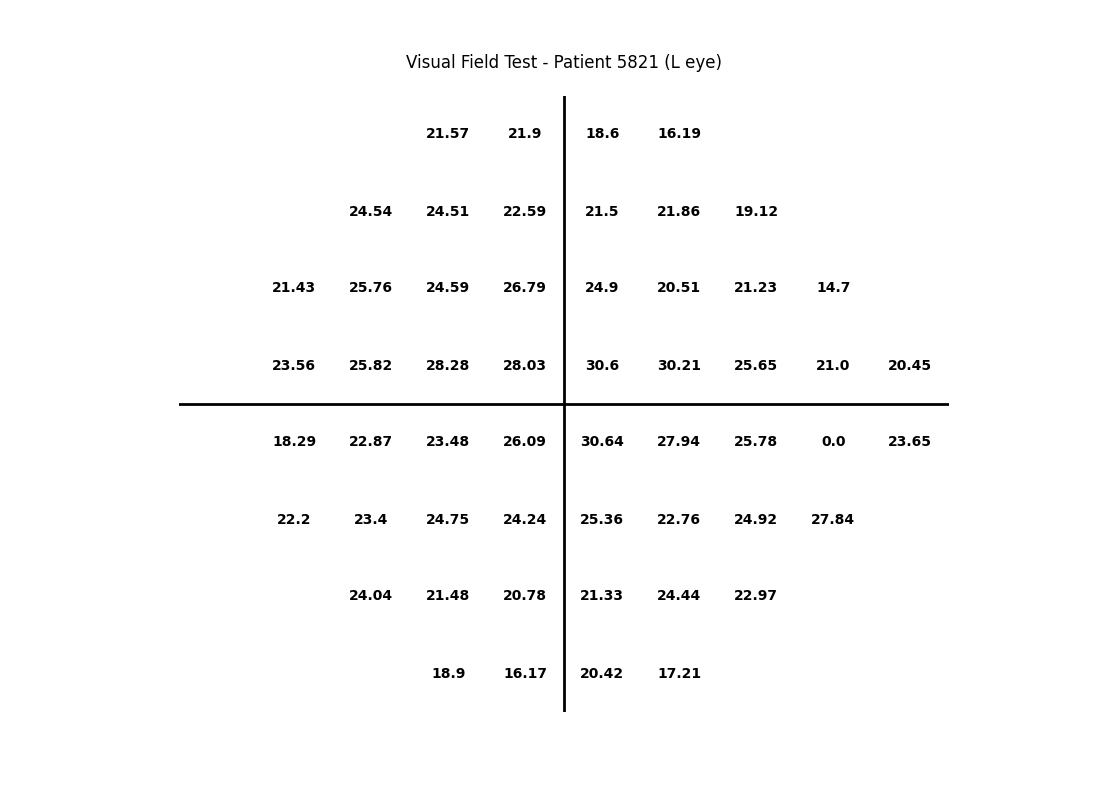 Visual Field Test - Patient 5821 (L eye)
21.57 21.9 18.6 16.19
24.54 24.51 22.59 21.5 21.86 19.12
21.43 25.76 24.59 26.79 24.9 20.51 21.23 14.7
23.56 25.82 28.28 28.03 30.6 30.21 25.65 21.0 20.45
18.29 22.87 23.48 26.09 30.64 27.94 25.78 0.0 23.65
22.2 23.4 24.75 24.24 25.36 22.76 24.92 27.84
24.04 21.48 20.78 21.33 24.44 22.97
18.9 16.17 20.42 17.21